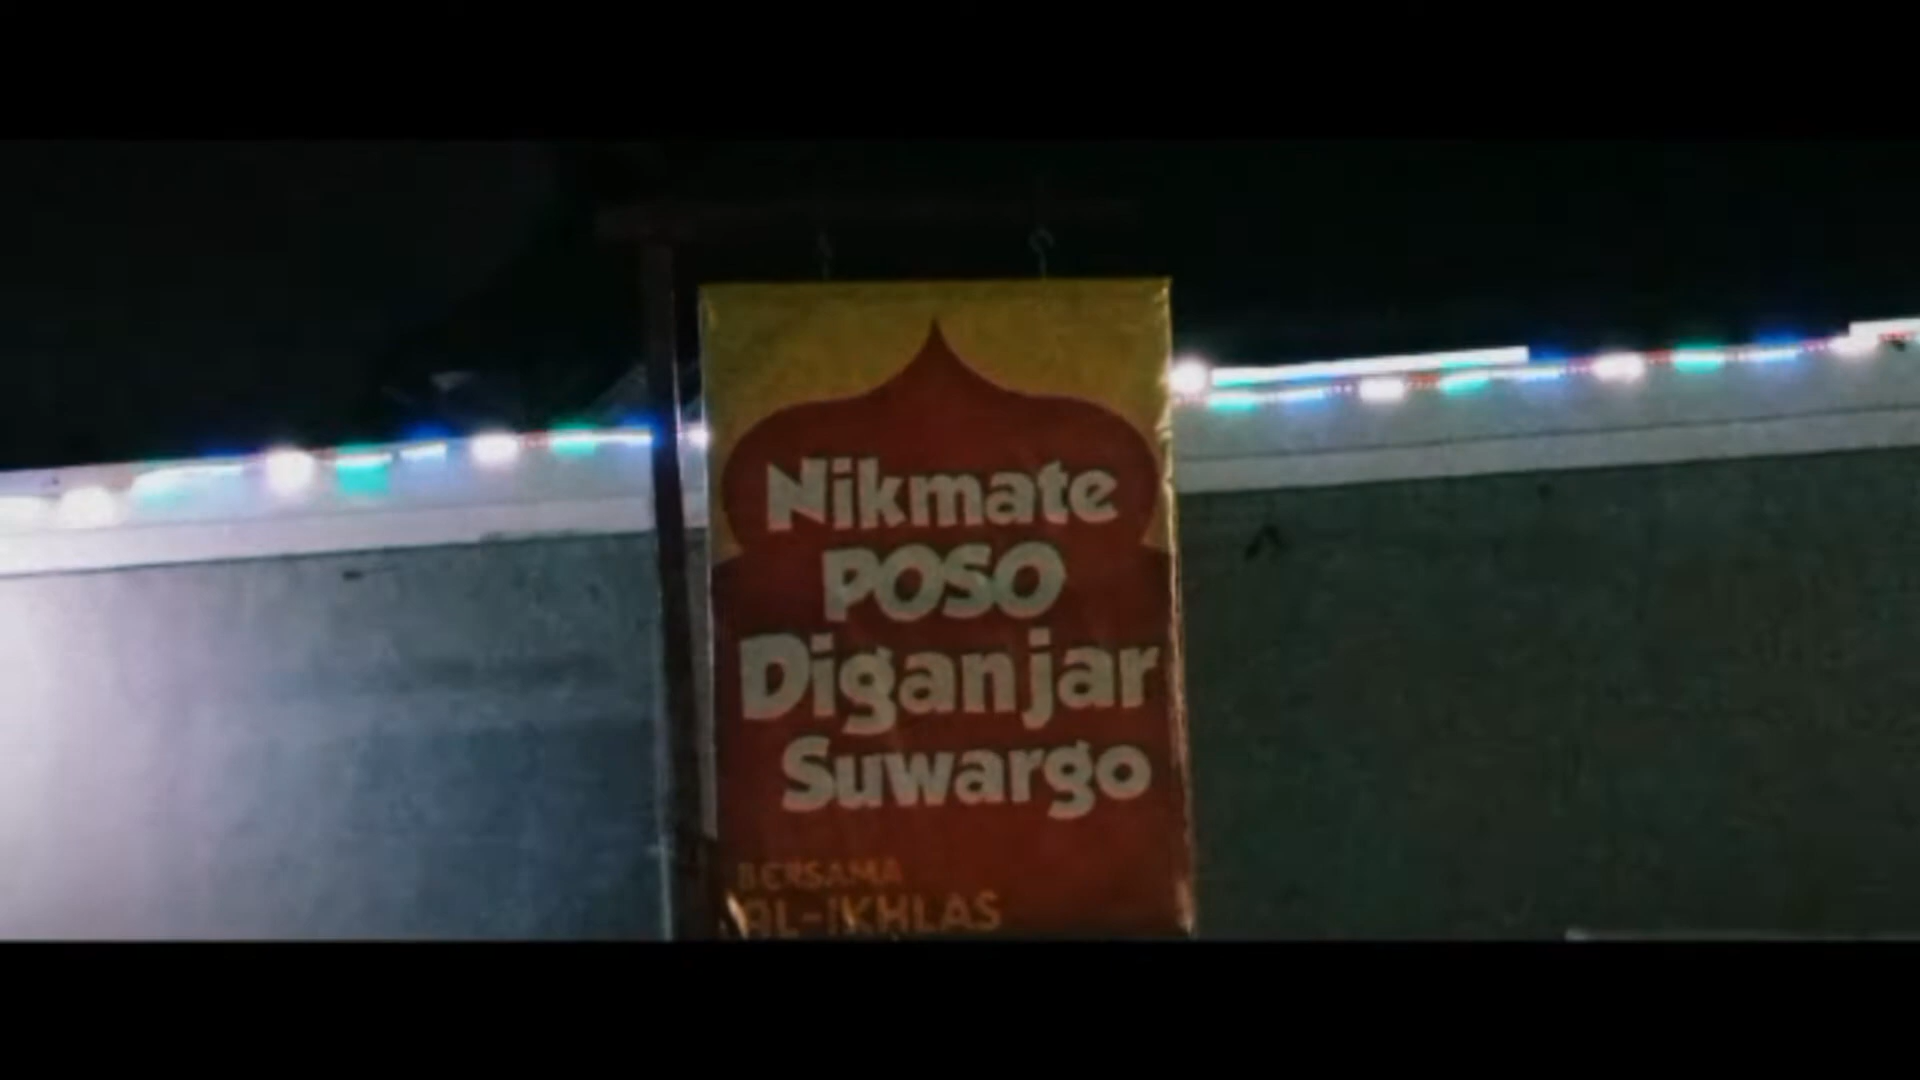 Nikmate
POSO
Diganjar
Suwargo
BERSAMA
AL-IKHLAS